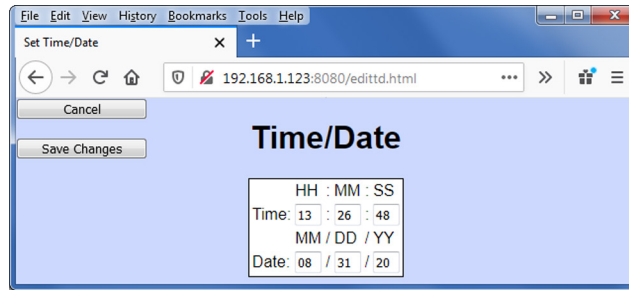 File Edit View History Bookmarks Tools Help
Set Time/Date
192.168.1.123:8080/edittd.html
Cancel
Save Changes
Time/Date
HH : MM : SS
Time: 13 : 26 : 48
MM / DD / YY
Date: 08 / 31 / 20